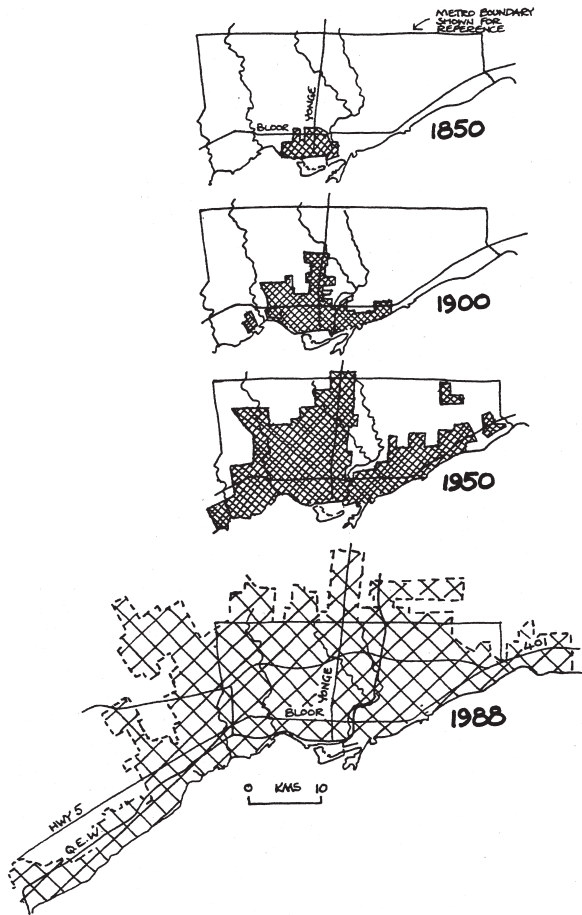 METRO BOUNDARY
SHOWN FOR
REFERENCE
YONGE
BLOOR
1850
1900
1950
401
YONGE
BLOOR
1988
0 KMS 10
HWY 5
Q.E.W.